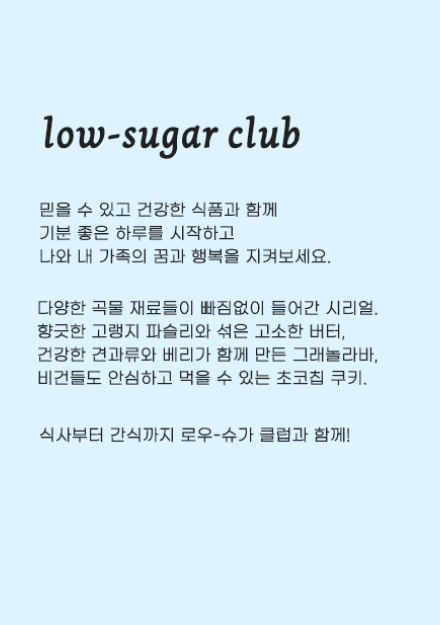 low-sugar club
믿을 수 있고 건강한 식품과 함께
기분 좋은 하루를 시작하고
나와 내 가족의 꿈과 행복을 지켜보세요.
다양한 곡물 재료들이 빠짐없이 들어간 시리얼.
향긋한 고랭지 파슬리와 섞은 고소한 버터,
건강한 견과류와 베리가 함께 만든 그래놀라바,
비건들도 안심하고 먹을 수 있는 초코칩 쿠키.
식사부터 간식까지 로우-슈가 클럽과 함께!